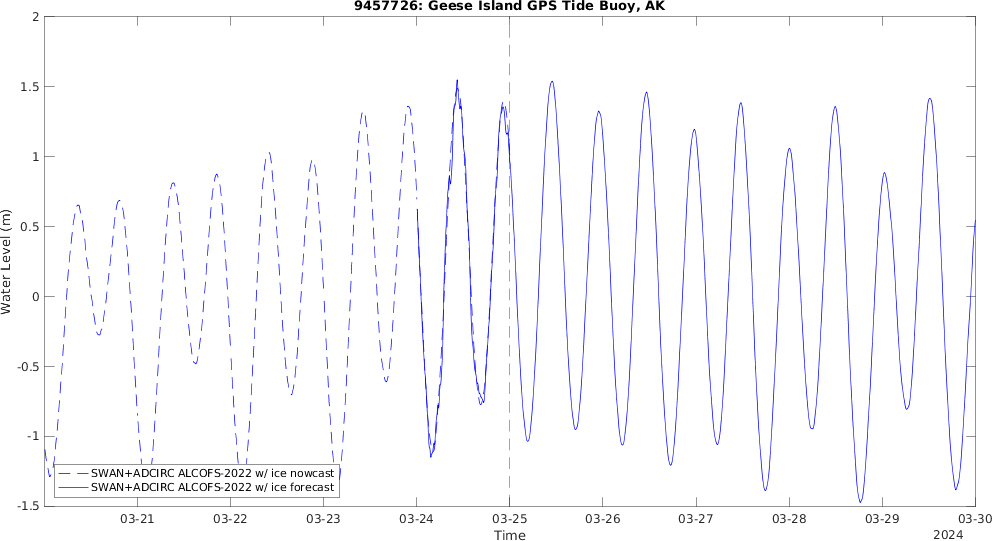 9457726: Geese Island GPS Tide Buoy, AK
2
1.5
1
0.5
0
-0.5
-1
-1.5
Water Level (m)
SWAN+ADCIRC ALCOFS-2022 w/ ice nowcast
SWAN+ADCIRC ALCOFS-2022 w/ ice forecast
03-21 03-22 03-23 03-24 03-25 03-26 03-27 03-28 03-29 03-30
Time
2024